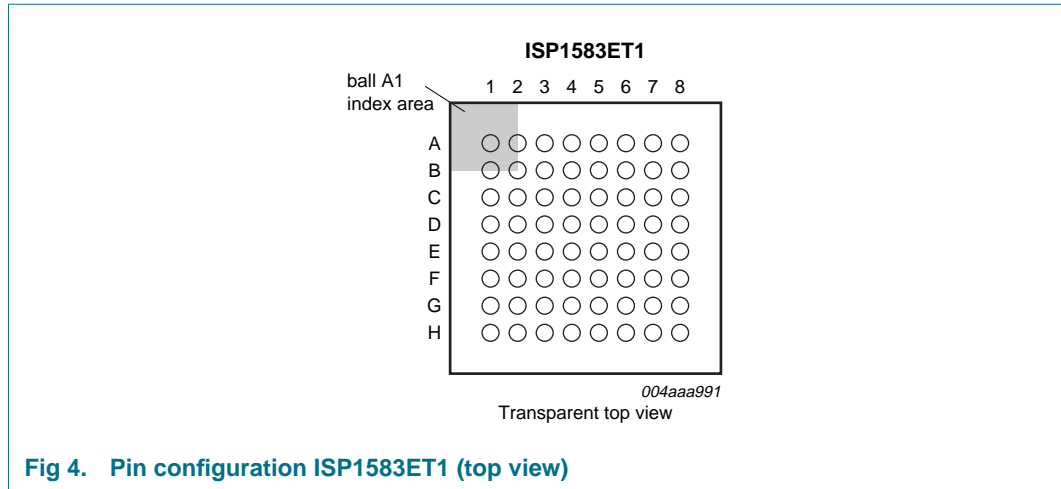 ISP1583ET1
ball A1
index area
1 2 3 4 5 6 7 8
A
B
C
D
E
F
G
H
004aaa991
Transparent top view
Fig 4. Pin configuration ISP1583ET1 (top view)